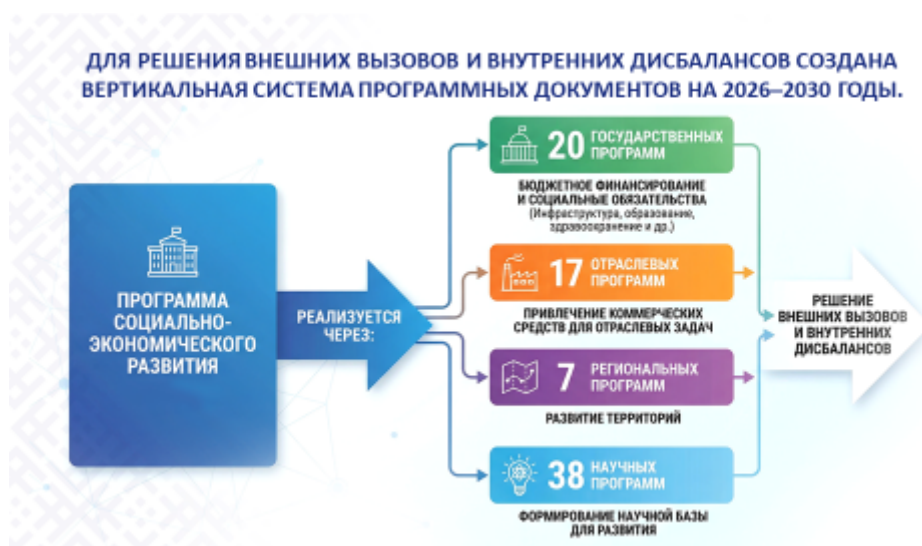 ДЛЯ РЕШЕНИЯ ВНЕШНИХ ВЫЗОВОВ И ВНУТРЕННИХ ДИСБАЛАНСОВ СОЗДАНА
ВЕРТИКАЛЬНАЯ СИСТЕМА ПРОГРАММНЫХ ДОКУМЕНТОВ НА 2026–2030 ГОДЫ.
ПРОГРАММА
СОЦИАЛЬНО-
ЭКОНОМИЧЕСКОГО
РАЗВИТИЯ
РЕАЛИЗУЕТСЯ
ЧЕРЕЗ:
20 ГОСУДАРСТВЕННЫХ
ПРОГРАММ
БЮДЖЕТНОЕ ФИНАНСИРОВАНИЕ
И СОЦИАЛЬНЫЕ ОБЯЗАТЕЛЬСТВА
(Инфраструктура, образование,
здравоохранение и др.)
17 ОТРАСЛЕВЫХ
ПРОГРАММ
ПРИВЛЕЧЕНИЕ КОММЕРЧЕСКИХ
СРЕДСТВ ДЛЯ ОТРАСЛЕВЫХ ЗАДАЧ
7 РЕГИОНАЛЬНЫХ
ПРОГРАММ
РАЗВИТИЕ ТЕРРИТОРИЙ
38 НАУЧНЫХ
ПРОГРАММ
ФОРМИРОВАНИЕ НАУЧНОЙ БАЗЫ
ДЛЯ РАЗВИТИЯ
РЕШЕНИЕ
ВНЕШНИХ ВЫЗОВОВ
И ВНУТРЕННИХ
ДИСБАЛАНСОВ